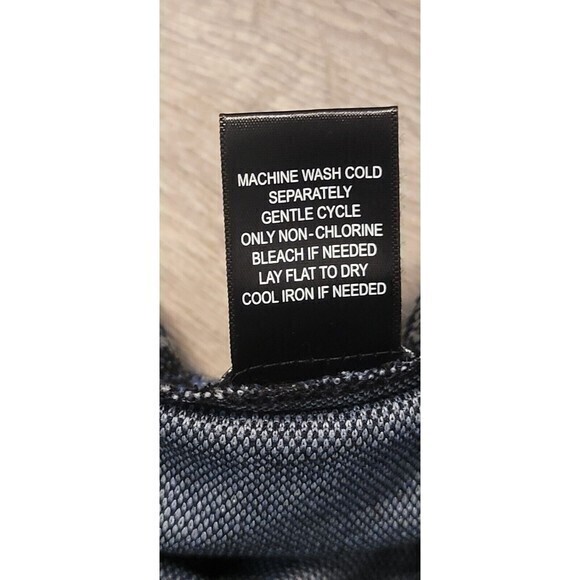 MACHINE WASH COLD
SEPARATELY
GENTLE CYCLE
ONLY NON-CHLORINE
BLEACH IF NEEDED
LAY FLAT TO DRY
COOL IRON IF NEEDED